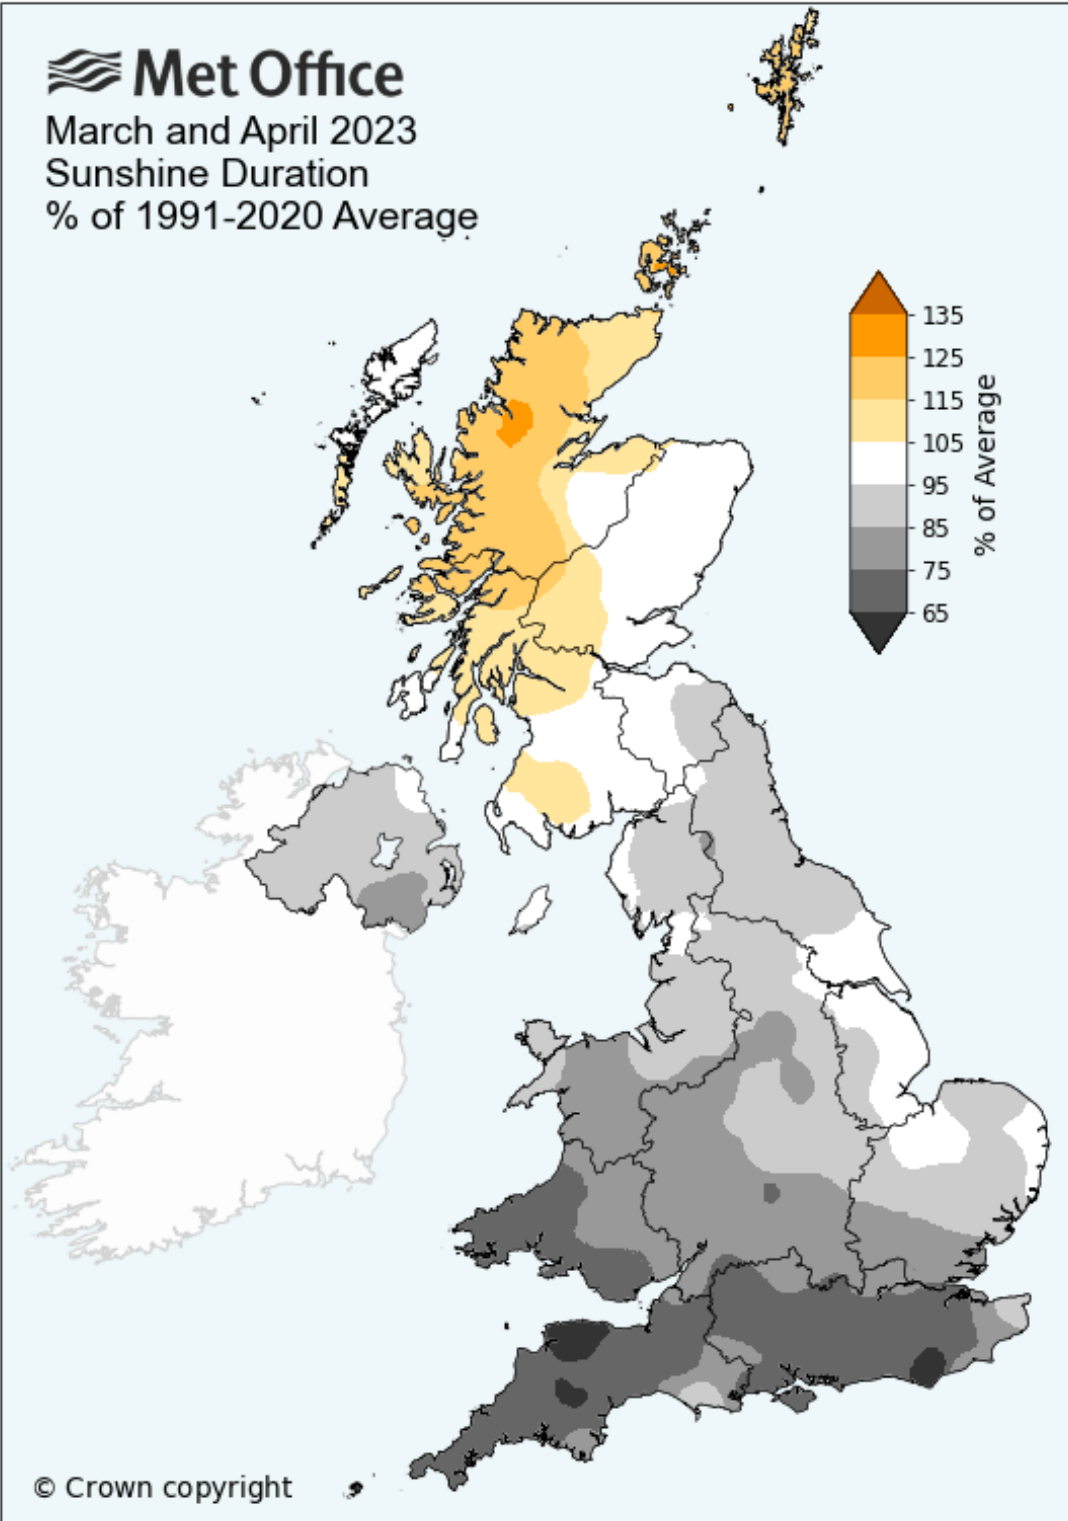 Met Office
March and April 2023
Sunshine Duration
% of 1991-2020 Average
135
125
115
105
95
85
75
65
% of Average
© Crown copyright